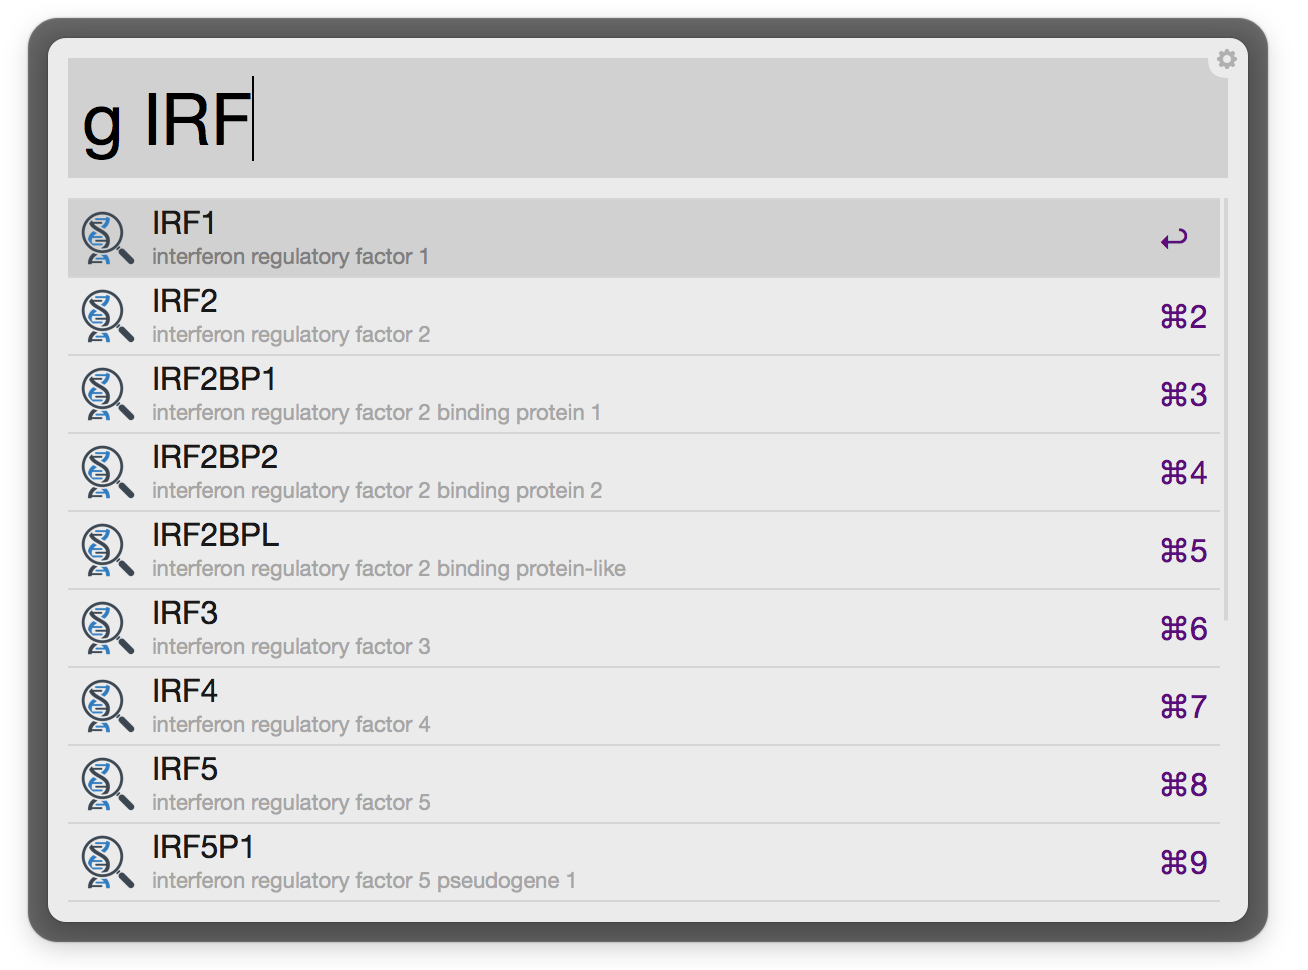 g IRF
IRF1
interferon regulatory factor 1
↩
IRF2
interferon regulatory factor 2
⌘2
IRF2BP1
interferon regulatory factor 2 binding protein 1
⌘3
IRF2BP2
interferon regulatory factor 2 binding protein 2
⌘4
IRF2BPL
interferon regulatory factor 2 binding protein-like
⌘5
IRF3
interferon regulatory factor 3
⌘6
IRF4
interferon regulatory factor 4
⌘7
IRF5
interferon regulatory factor 5
⌘8
IRF5P1
interferon regulatory factor 5 pseudogene 1
⌘9